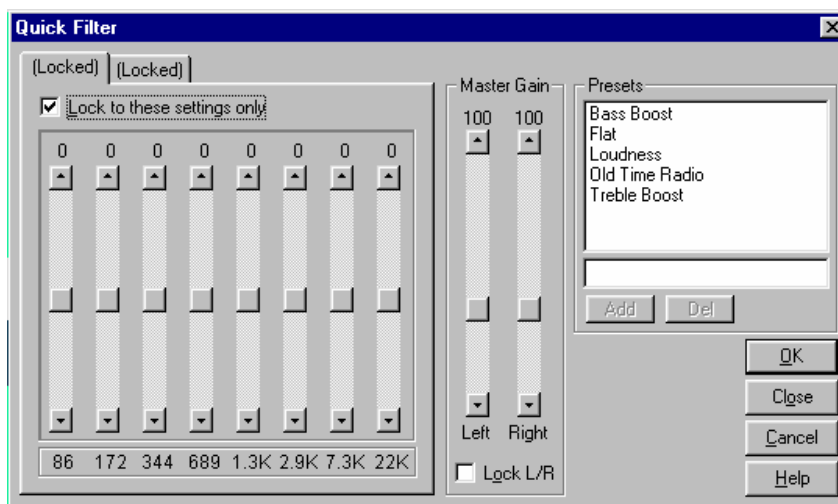 Quick Filter
(Locked) (Locked)
Lock to these settings only
0 0 0 0 0 0 0 0
86 172 344 689 1.3K 2.9K 7.3K 22K
Master Gain
100 100
Left Right
Lock L/R
Presets
Bass Boost
Flat
Loudness
Old Time Radio
Treble Boost
Add Del
OK
Close
Cancel
Help